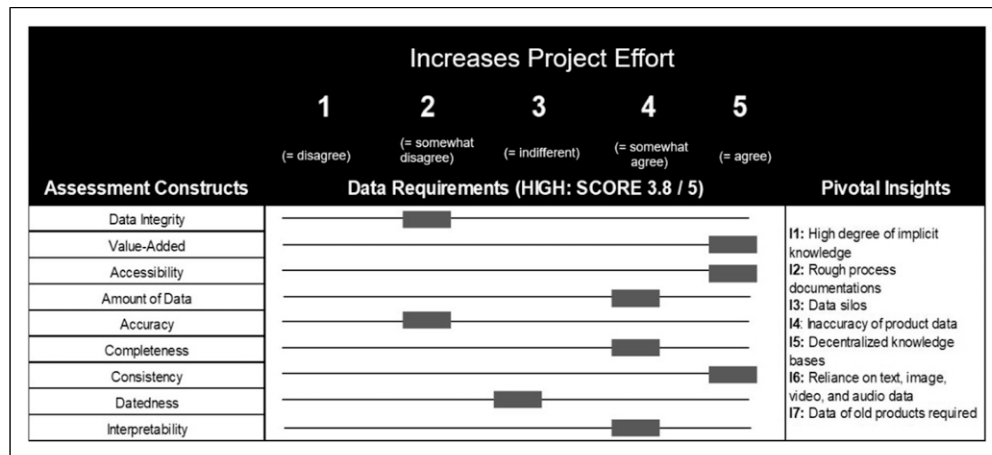 Increases Project Effort
1 2 3 4 5
(= disagree) (= somewhat disagree) (= indifferent) (= somewhat agree) (= agree)
Assessment Constructs Data Requirements (HIGH: SCORE 3.8 / 5) Pivotal Insights
Data Integrity
Value-Added
Accessibility
Amount of Data
Accuracy
Completeness
Consistency
Datedness
Interpretability
I1: High degree of implicit
knowledge
I2: Rough process
documentations
I3: Data silos
I4: Inaccuracy of product data
I5: Decentralized knowledge
bases
I6: Reliance on text, image,
video, and audio data
I7: Data of old products required